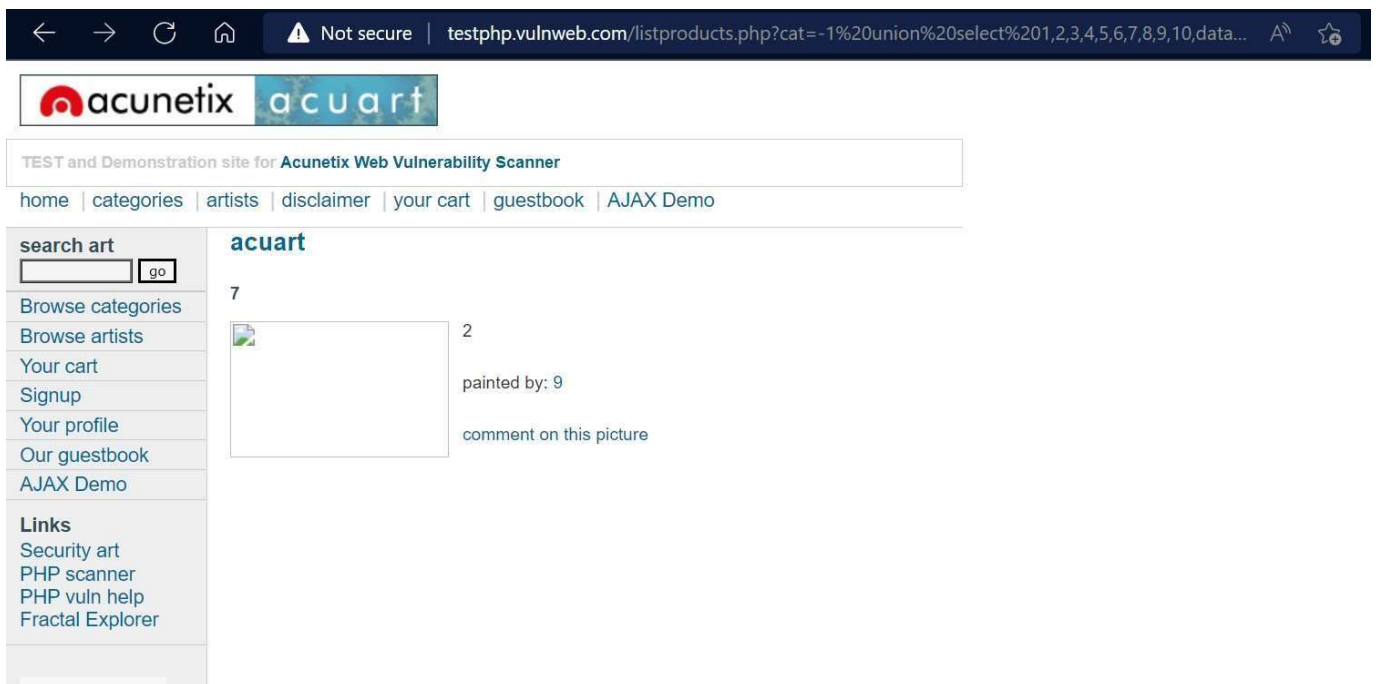 Not secure | testphp.vulnweb.com/listproducts.php?cat=-1%20union%20select%201,2,3,4,5,6,7,8,9,10,data...
acunetix acuart
TEST and Demonstration site for Acunetix Web Vulnerability Scanner
home | categories | artists | disclaimer | your cart | guestbook | AJAX Demo
search art
go
Browse categories
Browse artists
Your cart
Signup
Your profile
Our guestbook
AJAX Demo
Links
Security art
PHP scanner
PHP vuln help
Fractal Explorer
acuart
7
2
painted by: 9
comment on this picture